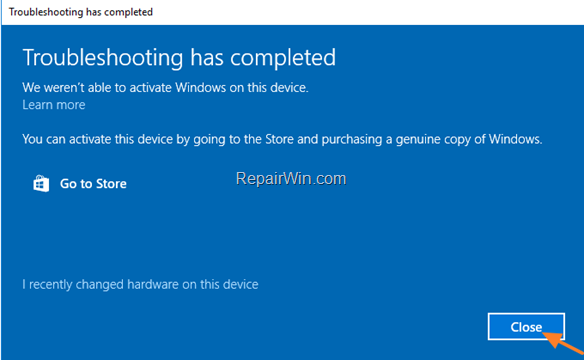 Troubleshooting has completed
Troubleshooting has completed
We weren't able to activate Windows on this device.
Learn more
You can activate this device by going to the Store and purchasing a genuine copy of Windows.
Go to Store
RepairWin.com
I recently changed hardware on this device
Close